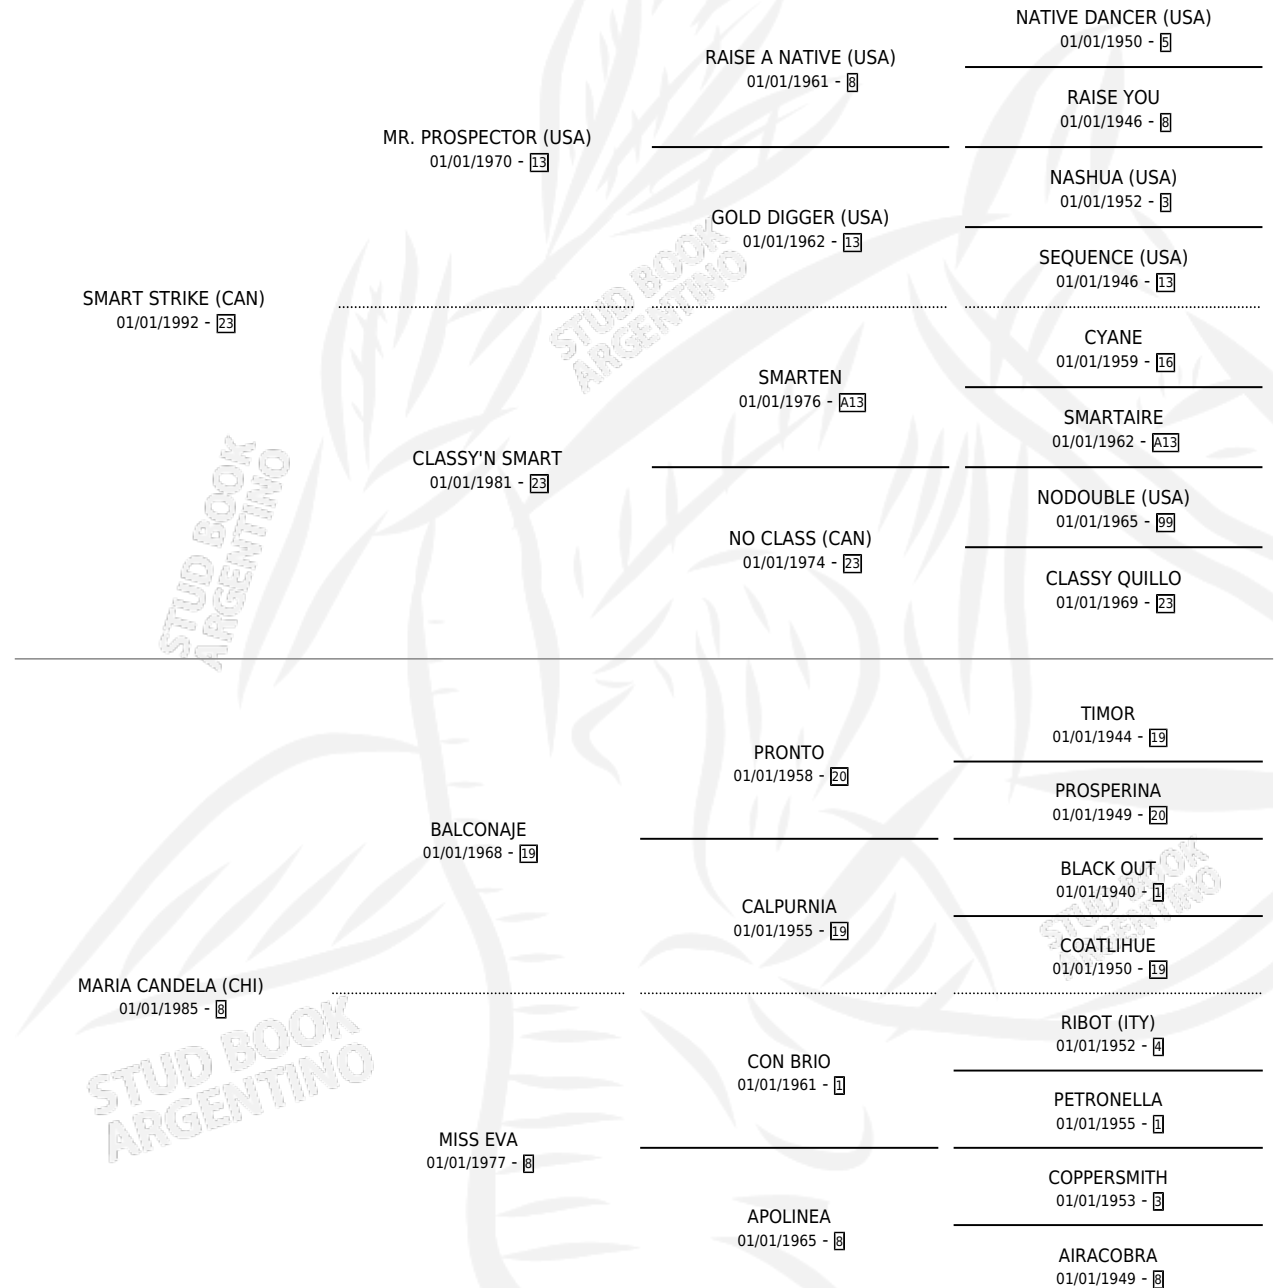 NATIVE DANCER (USA)
01/01/1950 - 5
RAISE A NATIVE (USA)
01/01/1961 - 8
RAISE YOU
01/01/1946 - 8
MR. PROSPECTOR (USA)
01/01/1970 - 13
NASHUA (USA)
01/01/1952 - 3
GOLD DIGGER (USA)
01/01/1962 - 13
SEQUENCE (USA)
01/01/1946 - 13
SMART STRIKE (CAN)
01/01/1992 - 23
CYANE
01/01/1959 - 16
SMARTEN
01/01/1976 - A13
SMARTAIRE
01/01/1962 - A13
CLASSY'N SMART
01/01/1981 - 23
NODOUBLE (USA)
01/01/1965 - 99
NO CLASS (CAN)
01/01/1974 - 23
CLASSY QUILLO
01/01/1969 - 23
TIMOR
01/01/1944 - 19
PRONTO
01/01/1958 - 20
PROSPERINA
01/01/1949 - 20
BALCONAJE
01/01/1968 - 19
BLACK OUT
01/01/1940 - 1
CALPURNIA
01/01/1955 - 19
COATLIHUE
01/01/1950 - 19
MARIA CANDELA (CHI)
01/01/1985 - 8
RIBOT (ITY)
01/01/1952 - 4
CON BRIO
01/01/1961 - 1
PETRONELLA
01/01/1955 - 1
MISS EVA
01/01/1977 - 8
COPPERSMITH
01/01/1953 - 3
APOLINEA
01/01/1965 - 8
AIRACOBRA
01/01/1949 - 8
STUD BOOK
ARGENTINO
STUD BOOK
ARGENTINO
STUD BOOK
ARGENTINO
STUD BOOK
ARGENTINO